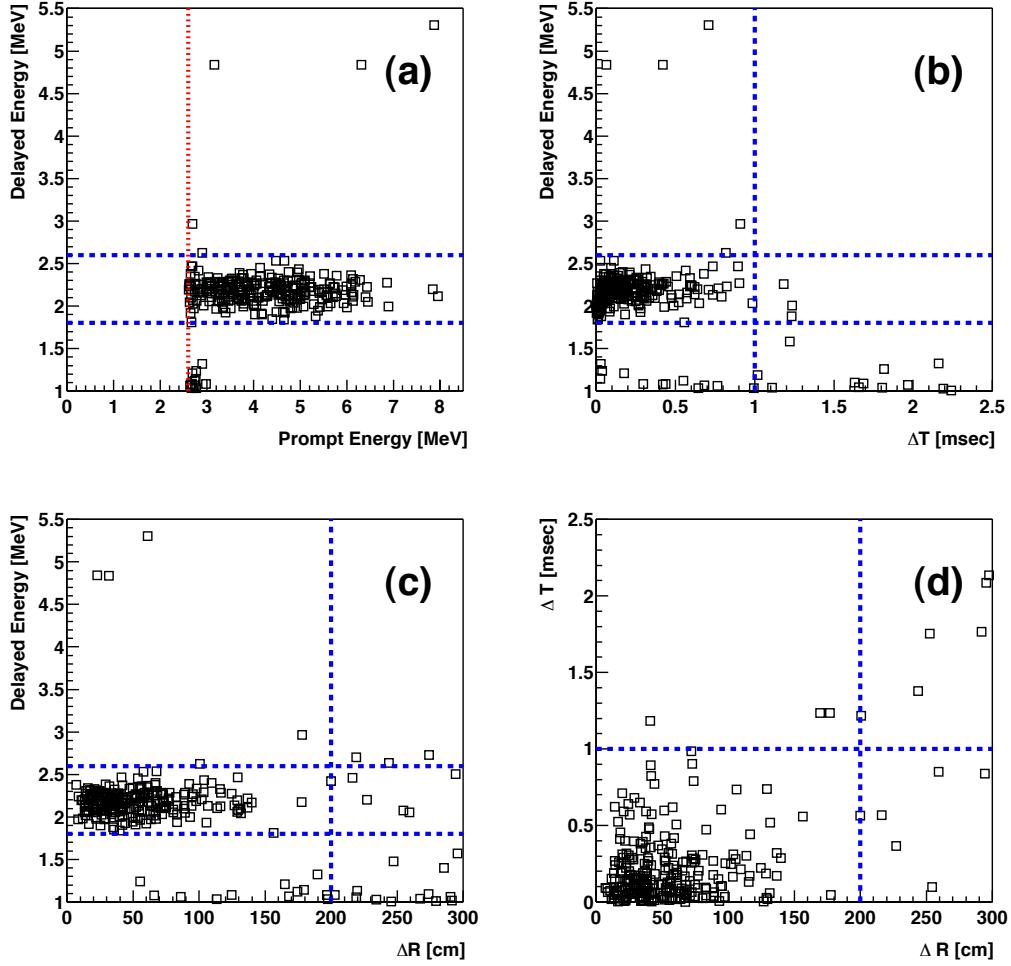 5.5
5
4.5
4
3.5
3
2.5
2
1.5
1
Delayed Energy [MeV]
(a)
0 1 2 3 4 5 6 7 8
Prompt Energy [MeV]
5.5
5
4.5
4
3.5
3
2.5
2
1.5
1
Delayed Energy [MeV]
(b)
0 0.5 1 1.5 2 2.5
ΔT [msec]
5.5
5
4.5
4
3.5
3
2.5
2
1.5
1
Delayed Energy [MeV]
(c)
0 50 100 150 200 250 300
ΔR [cm]
2.5
2
1.5
1
0.5
0
Δ T [msec]
(d)
0 50 100 150 200 250 300
Δ R [cm]